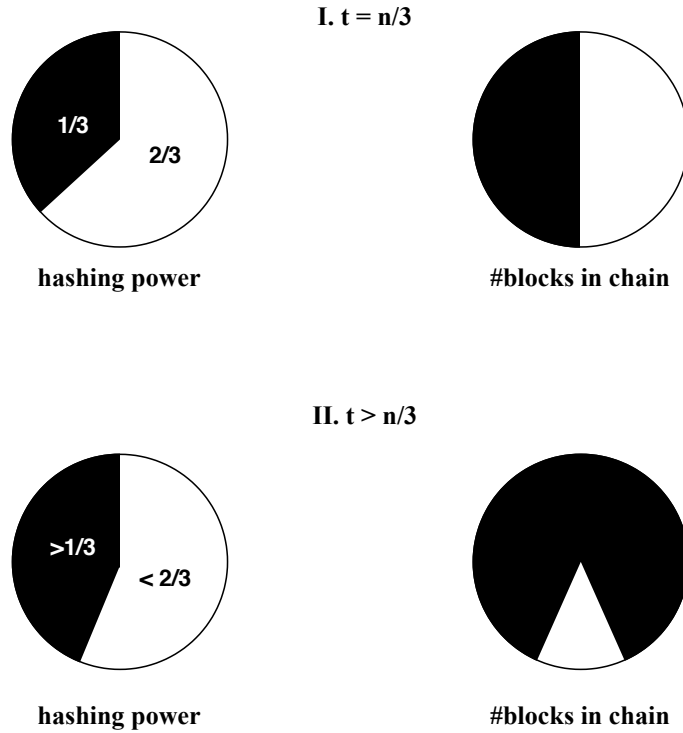 I. t = n/3
1/3
2/3
hashing power
#blocks in chain
II. t > n/3
>1/3
< 2/3
hashing power
#blocks in chain